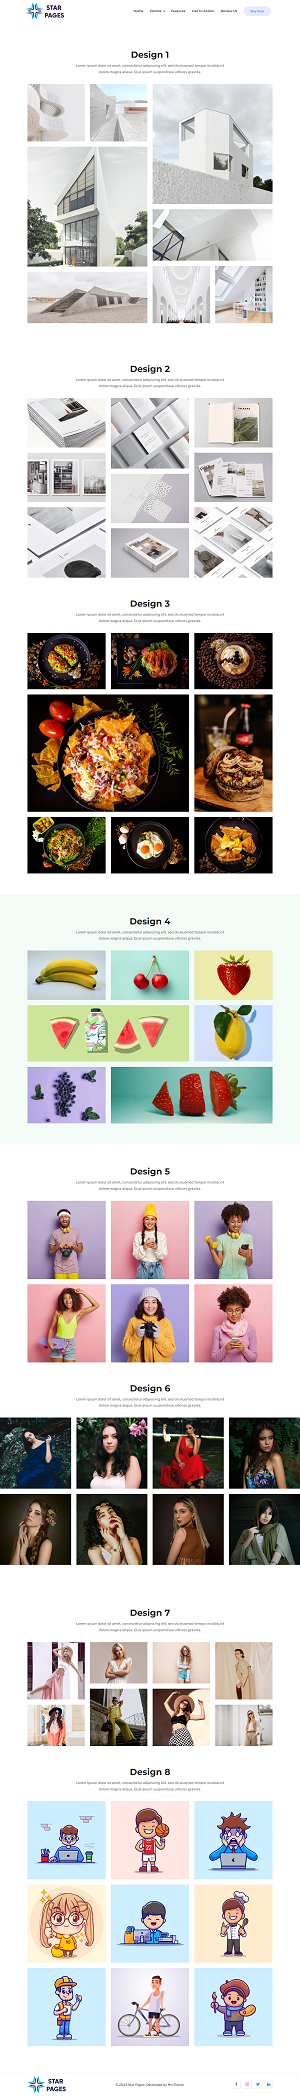 STAR
PAGES
Home Demos Features Call To Action Review Us Buy Now
Design 1
Lorem ipsum dolor sit amet, consectetur adipiscing elit, sed do eiusmod tempor incididunt
dolore magna aliqua. Quis ipsum suspendisse ultrices gravida.
Design 2
Lorem ipsum dolor sit amet, consectetur adipiscing elit, sed do eiusmod tempor incididunt
dolore magna aliqua. Quis ipsum suspendisse ultrices gravida.
Design 3
Lorem ipsum dolor sit amet, consectetur adipiscing elit, sed do eiusmod tempor incididunt
dolore magna aliqua. Quis ipsum suspendisse ultrices gravida.
Design 4
Lorem ipsum dolor sit amet, consectetur adipiscing elit, sed do eiusmod tempor incididunt
dolore magna aliqua. Quis ipsum suspendisse ultrices gravida.
Design 5
Lorem ipsum dolor sit amet, consectetur adipiscing elit, sed do eiusmod tempor incididunt
dolore magna aliqua. Quis ipsum suspendisse ultrices gravida.
Design 6
Lorem ipsum dolor sit amet, consectetur adipiscing elit, sed do eiusmod tempor incididunt
dolore magna aliqua. Quis ipsum suspendisse ultrices gravida.
Design 7
Lorem ipsum dolor sit amet, consectetur adipiscing elit, sed do eiusmod tempor incididunt
dolore magna aliqua. Quis ipsum suspendisse ultrices gravida.
Design 8
Lorem ipsum dolor sit amet, consectetur adipiscing elit, sed do eiusmod tempor incididunt
dolore magna aliqua. Quis ipsum suspendisse ultrices gravida.
STAR
PAGES
© 2023 Star Pages. Developed by MH Theme